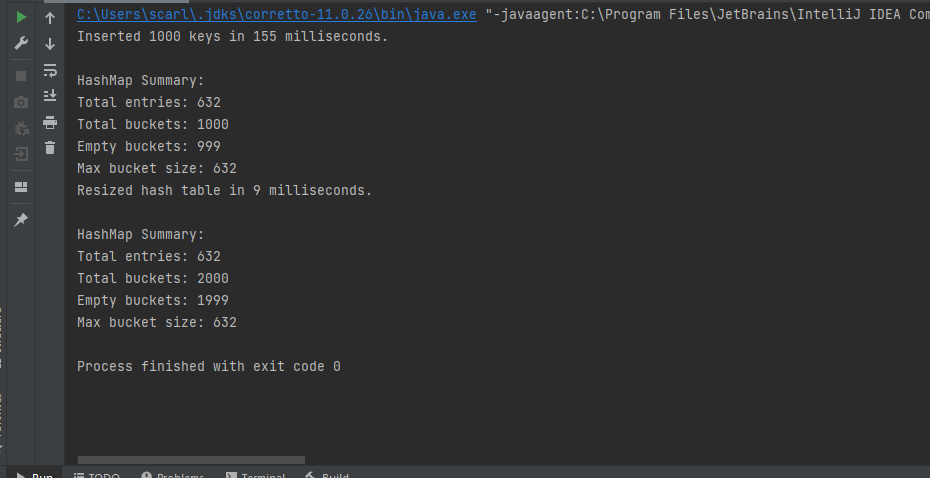 C:\Users\scarl\.jdks\corretto-11.0.26\bin\java.exe "-javaagent:C:\Program Files\JetBrains\IntelliJ IDEA Com
Inserted 1000 keys in 155 milliseconds.
HashMap Summary:
Total entries: 632
Total buckets: 1000
Empty buckets: 999
Max bucket size: 632
Resized hash table in 9 milliseconds.
HashMap Summary:
Total entries: 632
Total buckets: 2000
Empty buckets: 1999
Max bucket size: 632
Process finished with exit code 0
Run TODO Problems Terminal Build